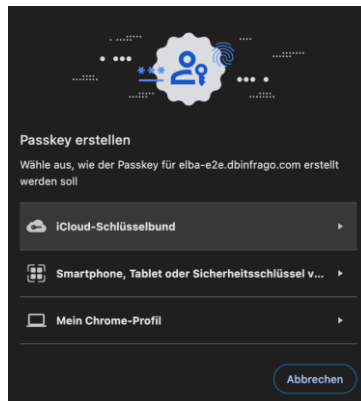 Passkey erstellen
Wähle aus, wie der Passkey für elba-e2e.dbinfrago.com erstellt
werden soll
iCloud-Schlüsselbund
Smartphone, Tablet oder Sicherheitsschlüssel v...
Mein Chrome-Profil
Abbrechen